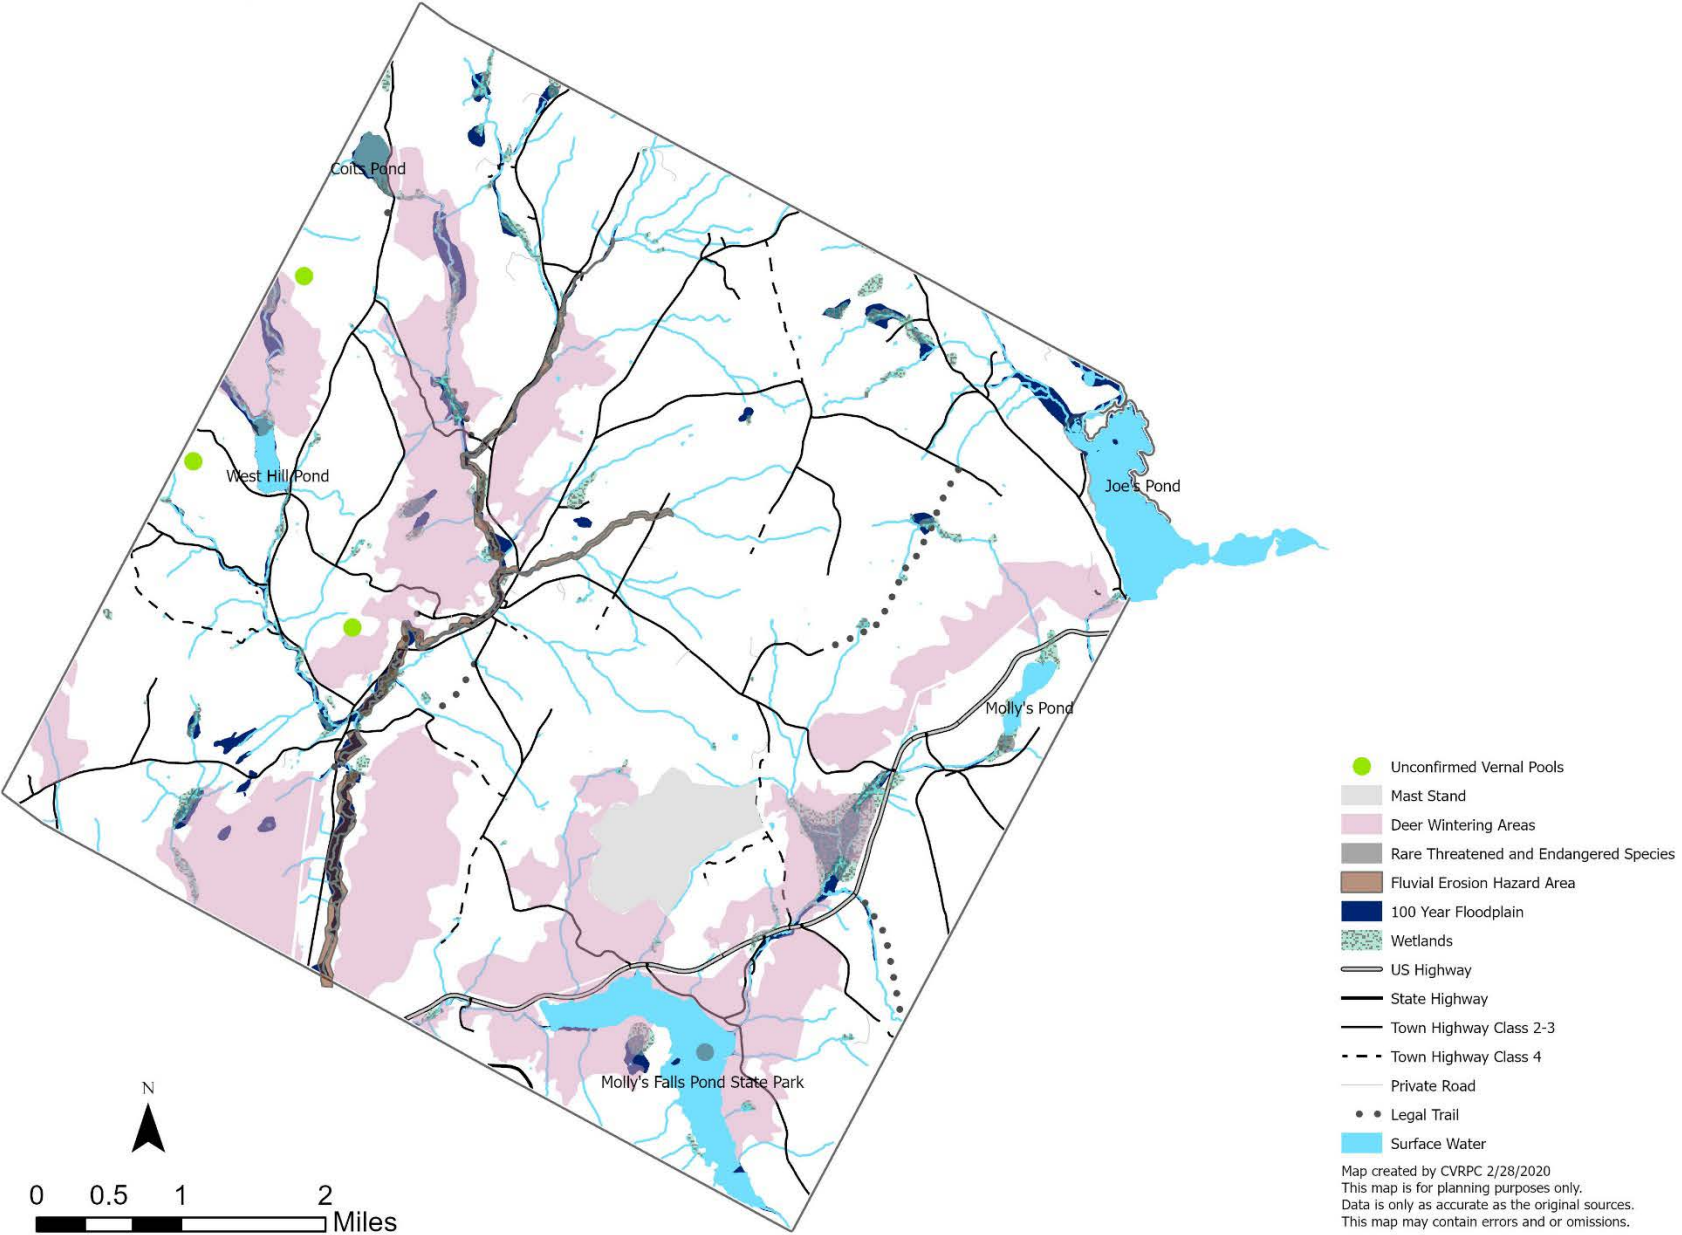 Coits Pond
West Hill Pond
Joe's Pond
Molly's Pond
Molly's Falls Pond State Park
N
0 0.5 1 2
Miles
Unconfirmed Vernal Pools
Mast Stand
Deer Wintering Areas
Rare Threatened and Endangered Species
Fluvial Erosion Hazard Area
100 Year Floodplain
Wetlands
US Highway
State Highway
Town Highway Class 2-3
Town Highway Class 4
Private Road
Legal Trail
Surface Water
Map created by CVRPC 2/28/2020
This map is for planning purposes only.
Data is only as accurate as the original sources.
This map may contain errors and or omissions.